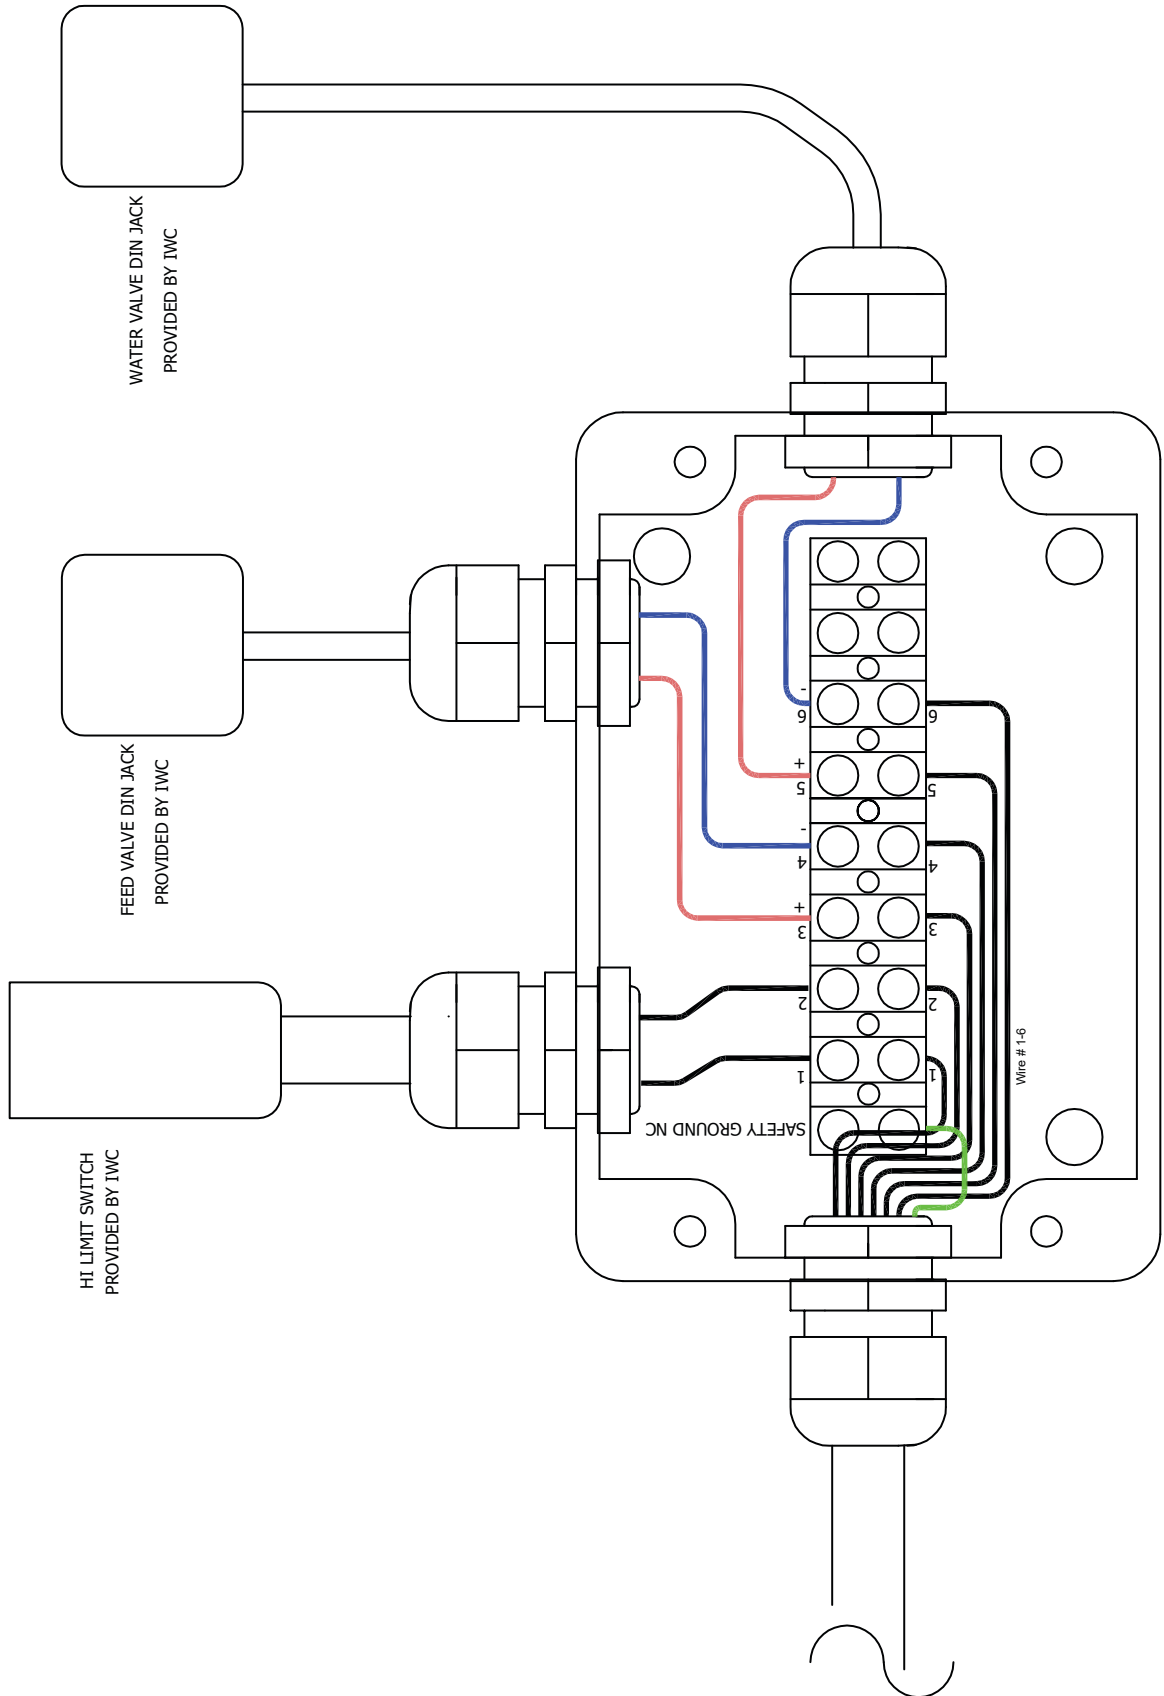 WATER VALVE DIN JACK
PROVIDED BY IWC
FEED VALVE DIN JACK
PROVIDED BY IWC
HI LIMIT SWITCH
PROVIDED BY IWC
-
6
6
+
5
5
-
4
4
+
3
3
2
2
1
1
SAFETY GROUND NC
Wire # 1-6